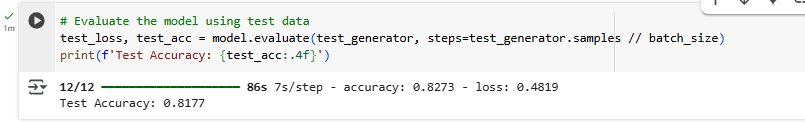 # Evaluate the model using test data
test_loss, test_acc = model.evaluate(test_generator, steps=test_generator.samples // batch_size)
print(f'Test Accuracy: {test_acc:.4f}')
1m
12/12 ━━━━━━━━━━━━━━━━━━━━ 86s 7s/step - accuracy: 0.8273 - loss: 0.4819
Test Accuracy: 0.8177